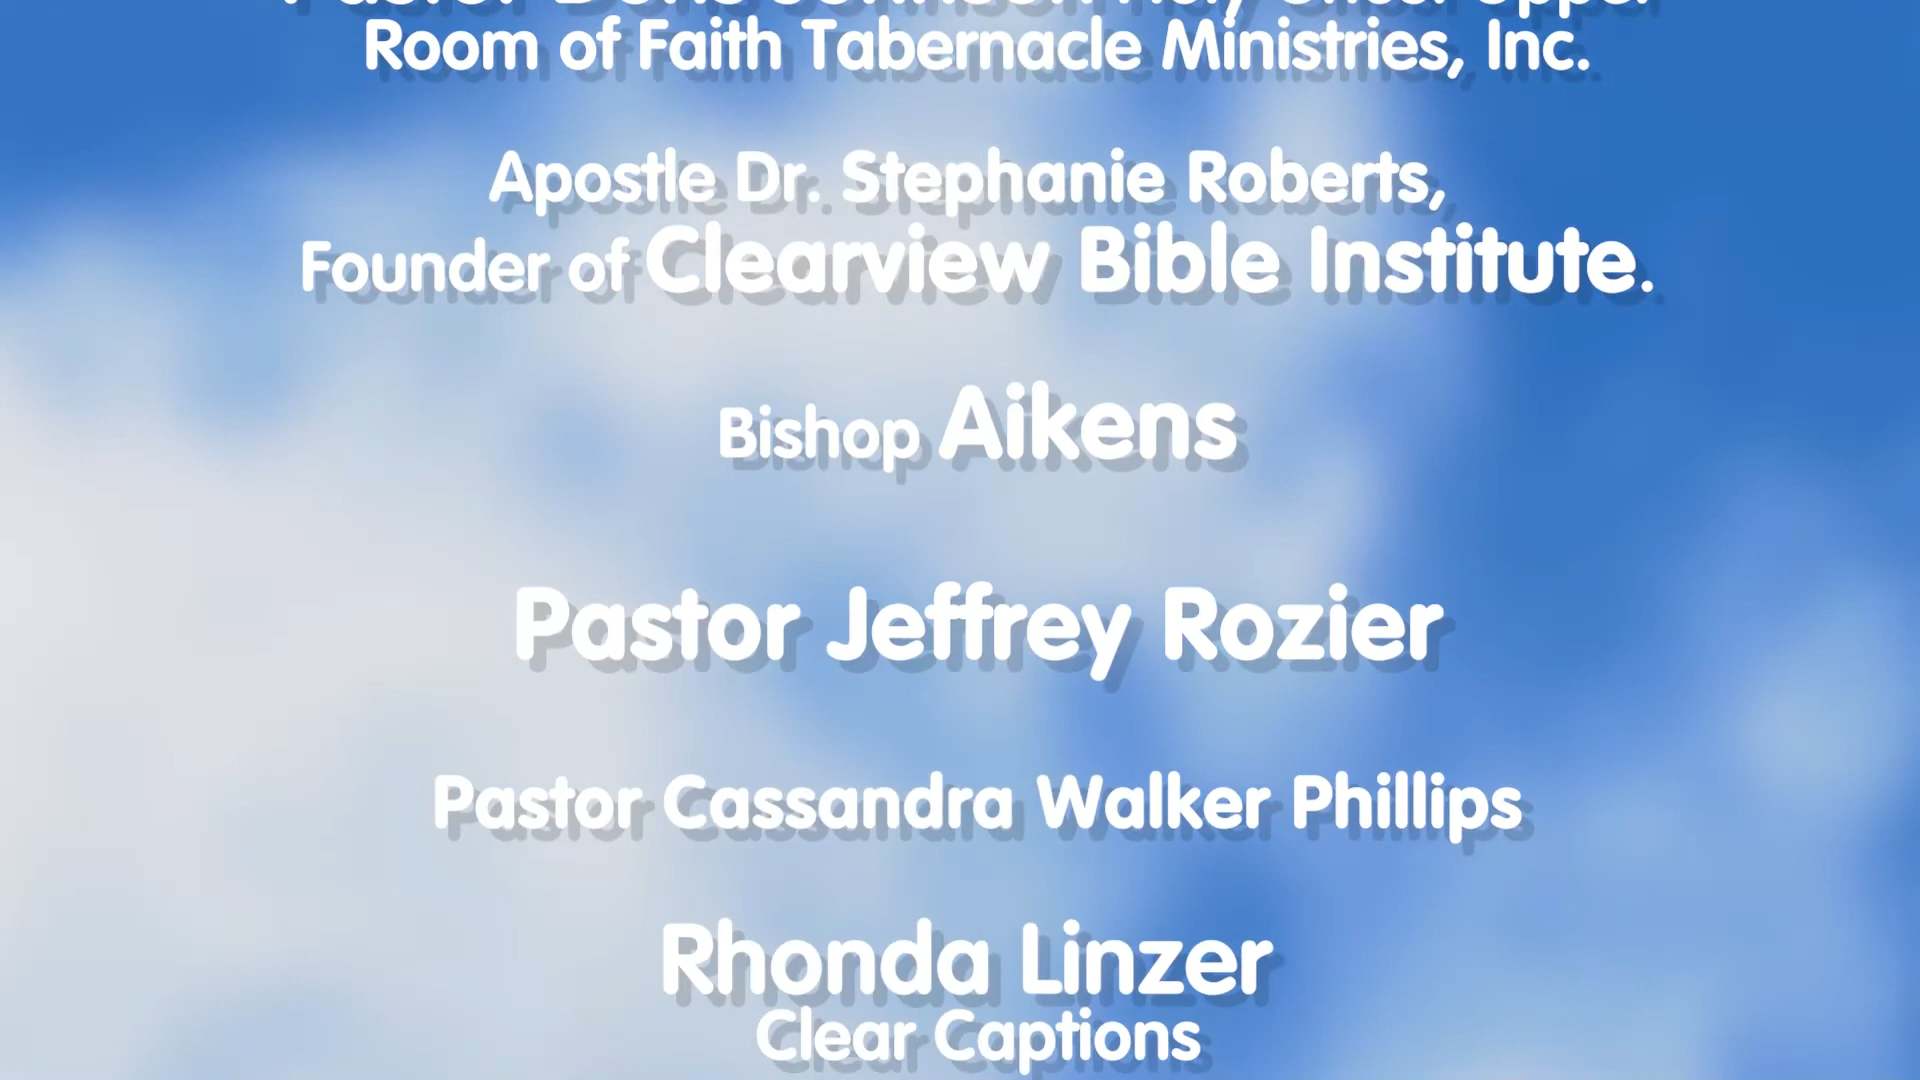 Room of Faith Tabernacle Ministries, Inc.
Apostle Dr. Stephanie Roberts,
Founder of Clearview Bible Institute.
Bishop Aikens
Pastor Jeffrey Rozier
Pastor Cassandra Walker Phillips
Rhonda Linzer
Clear Captions